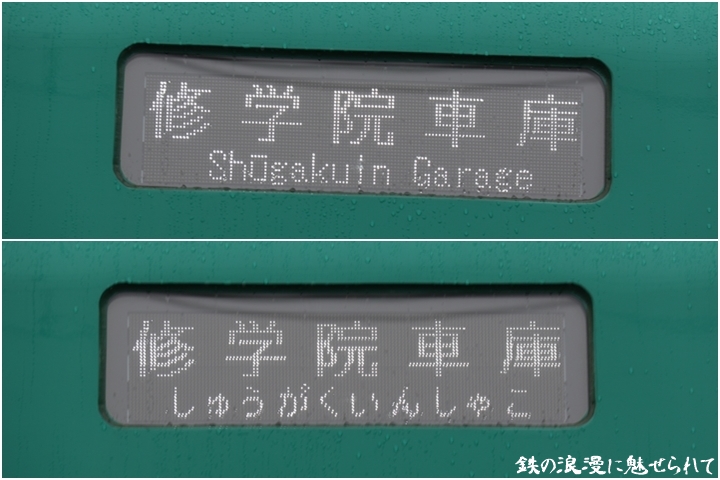 修学院車庫
Shūgakuin Garage
修学院車庫
しゅうがくいんしゃこ
鉄の浪漫に魅せられて